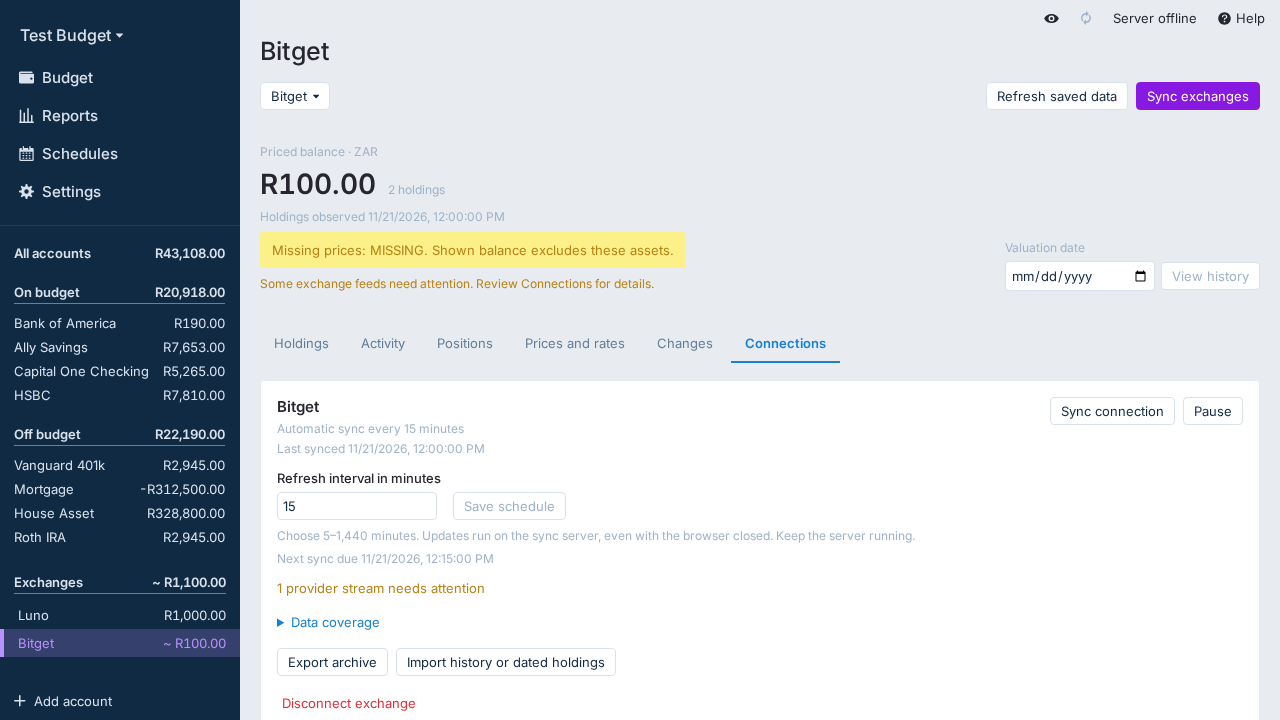 Test Budget
Budget
Reports
Schedules
Settings
All accounts R43,108.00
On budget R20,918.00
Bank of America R190.00
Ally Savings R7,653.00
Capital One Checking R5,265.00
HSBC R7,810.00
Off budget R22,190.00
Vanguard 401k R2,945.00
Mortgage -R312,500.00
House Asset R328,800.00
Roth IRA R2,945.00
Exchanges ~ R1,100.00
Luno R1,000.00
Bitget ~ R100.00
Add account
Server offline Help
Bitget
Bitget
Refresh saved data Sync exchanges
Priced balance · ZAR
R100.00 2 holdings
Holdings observed 11/21/2026, 12:00:00 PM
Missing prices: MISSING. Shown balance excludes these assets.
Some exchange feeds need attention. Review Connections for details.
Valuation date
mm/dd/yyyy View history
Holdings Activity Positions Prices and rates Changes Connections
Bitget
Sync connection Pause
Automatic sync every 15 minutes
Last synced 11/21/2026, 12:00:00 PM
Refresh interval in minutes
15 Save schedule
Choose 5–1,440 minutes. Updates run on the sync server, even with the browser closed. Keep the server running.
Next sync due 11/21/2026, 12:15:00 PM
1 provider stream needs attention
Data coverage
Export archive Import history or dated holdings
Disconnect exchange